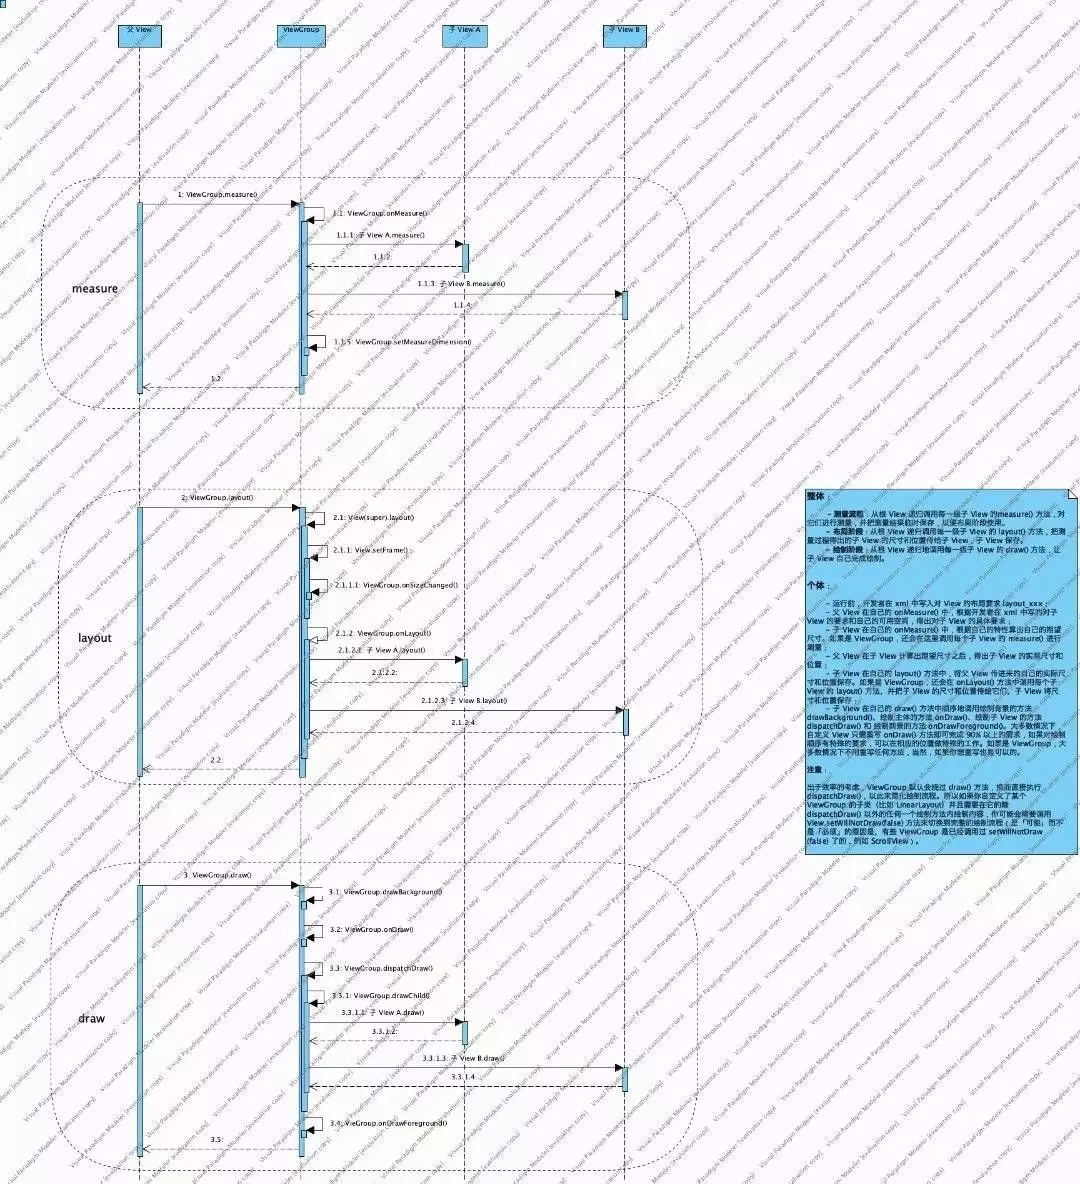 父 View
ViewGroup
子 View A
子 View B
1: ViewGroup.measure()
1.1: ViewGroup.onMeasure()
1.1.1: 子 View A.measure()
1.1.2:
measure
1.1.3: 子 View B.measure()
1.1.4:
1.1.5: ViewGroup.setMeasureDimension()
1.2:
2: ViewGroup.layout()
2.1: View(super).layout()
2.1.1: View.setFrame()
2.1.1.1: ViewGroup.onSizeChanged()
layout
2.1.2: ViewGroup.onLayout()
2.1.2.1: 子 View A.layout()
2.1.2.2:
2.1.2.3: 子 View B.layout()
2.1.2.4:
2.2:
3: ViewGroup.draw()
3.1: ViewGroup.drawBackground()
3.2: ViewGroup.onDraw()
3.3: ViewGroup.dispatchDraw()
3.3.1: ViewGroup.drawChild()
draw
3.3.1.1: 子 View A.draw()
3.3.1.2:
3.3.1.3: 子 View B.draw()
3.3.1.4:
3.4: VieGroup.onDrawForeground()
3.5:
整体：
- 测量流程：从根 View 递归调用每一级子 View 的measure() 方法，对
它们进行测量，并把测量结果临时保存，以便布局阶段使用。
- 布局阶段：从根 View 递归调用每一级子 View 的 layout() 方法，把测
量过程得出的子 View 的尺寸和位置传给子 View，子 View 保存。
- 绘制阶段：从根 View 递归地调用每一级子 View 的 draw() 方法，让
子 View 自己完成绘制。
个体：
- 运行前，开发者在 xml 中写入对 View 的布局要求 layout_xxx；
- 父 View 在自己的 onMeasure() 中，根据开发者在 xml 中写的对子
View 的要求和自己的可用空间，得出对子 View 的具体要求；
- 子 View 在自己的 onMeasure() 中，根据自己的特性算出自己的期望
尺寸。如果是 ViewGroup，还会在这里调用每个子 View 的 measure() 进行
测量；
- 父 View 在子 View 计算出期望尺寸之后，得出子 View 的实际尺寸和
位置；
- 子 View 在自己的 layout() 方法中，将父 View 传进来的自己的实际尺
寸和位置保存。如果是 ViewGroup，还会在 onLayout() 方法中调用每个子
View 的 layout() 方法，并把子 View 的尺寸和位置传给它们，子 View 将尺
寸和位置保存；
- 子 View 在自己的 draw() 方法中顺序地调用绘制背景的方法
drawBackground()、绘制主体的方法 onDraw()、绘制子 View 的方法
dispatchDraw() 和 绘制前景的方法 onDrawForeground()。大多数情况下
自定义 View 只需重写 onDraw() 方法即可完成 90% 以上的需求，如果对绘制
顺序有特殊的要求，可以在相应的位置做特殊的工作。如果是 ViewGroup，大
多数情况下不用重写任何方法，当然，如果你想重写也是可以的。
注意：
出于效率的考虑，ViewGroup 默认会绕过 draw() 方法，换而直接执行
dispatchDraw()，以此来简化绘制流程。所以如果你自定义了某个
ViewGroup 的子类（比如 LinearLayout）并且需要在它的除
dispatchDraw() 以外的任何一个绘制方法内绘制内容，你可能会需要调用
View.setWillNotDraw(false) 方法来切换到完整的绘制流程（是「可能」而不
是「必须」的原因是，有些 ViewGroup 是已经调用过 setWillNotDraw
(false) 了的，例如 ScrollView）。
Visual Paradigm Modeler [evaluation copy]